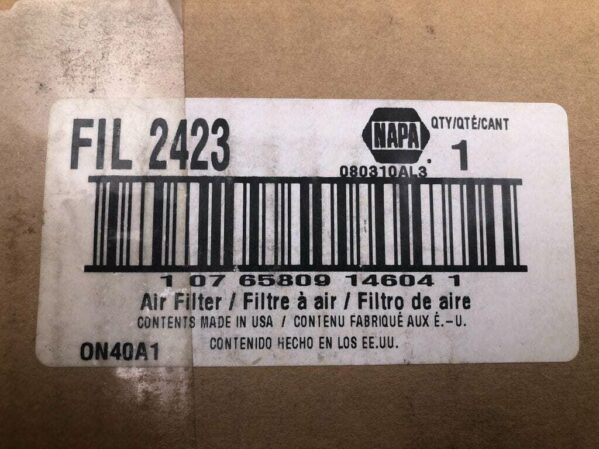 FIL 2423
NAPA
QTY/QTÉ/CANT
1
080310AL3
1 07 65809 14604 1
Air Filter / Filtre à air / Filtro de aire
CONTENTS MADE IN USA / CONTENU FABRIQUÉ AUX É.-U.
CONTENIDO HECHO EN LOS EE.UU.
ON40A1